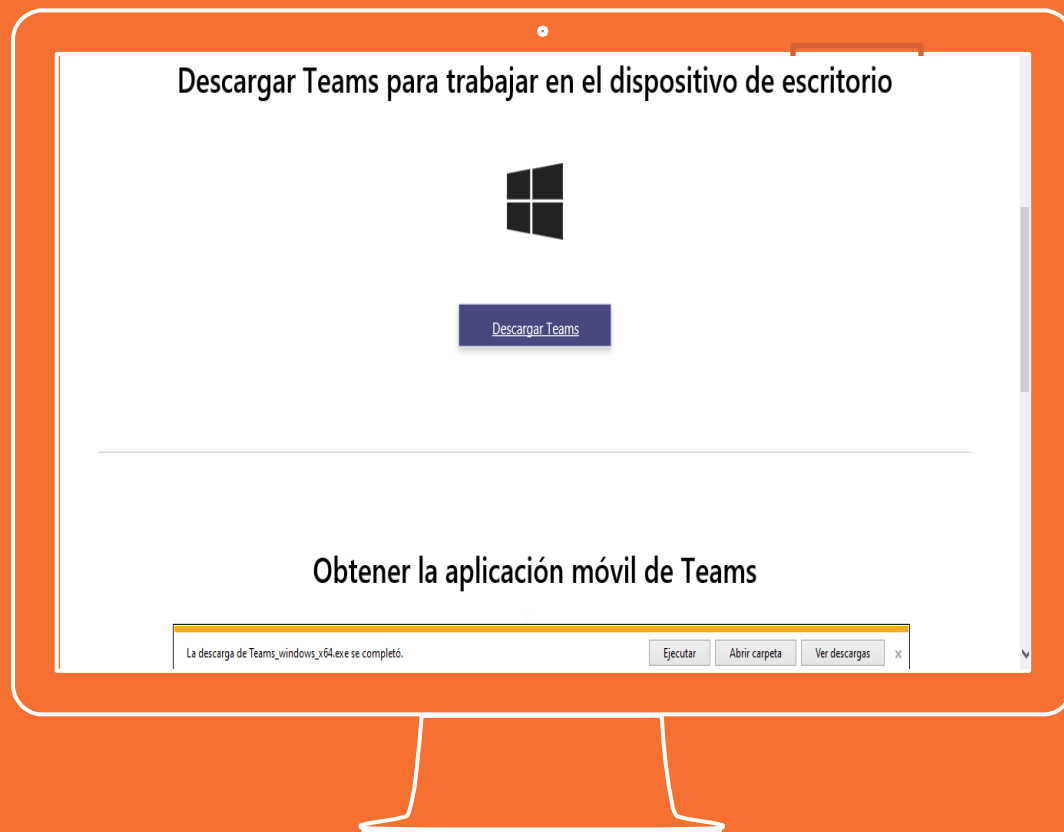 Descargar Teams para trabajar en el dispositivo de escritorio
Descargar Teams
Obtener la aplicación móvil de Teams
La descarga de Teams_windows_x64.exe se completó. Ejecutar Abrir carpeta Ver descargas x